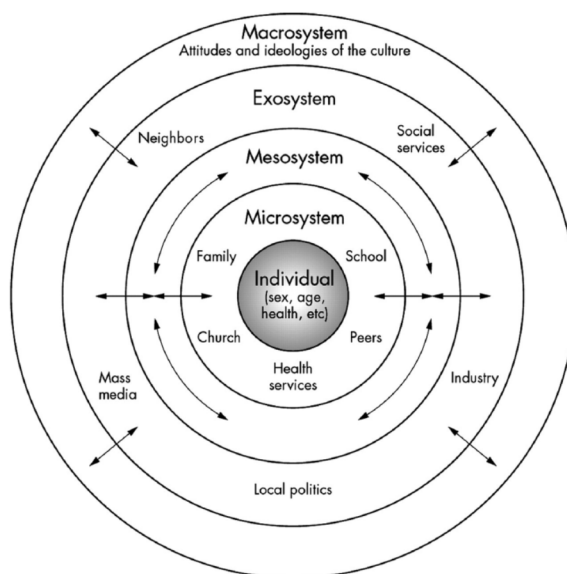 Macrosystem
Attitudes and ideologies of the culture
Exosystem
Neighbors
Social
services
Mesosystem
Microsystem
Family
School
Individual
(sex, age,
health, etc)
Church
Peers
Health
services
Mass
media
Industry
Local politics